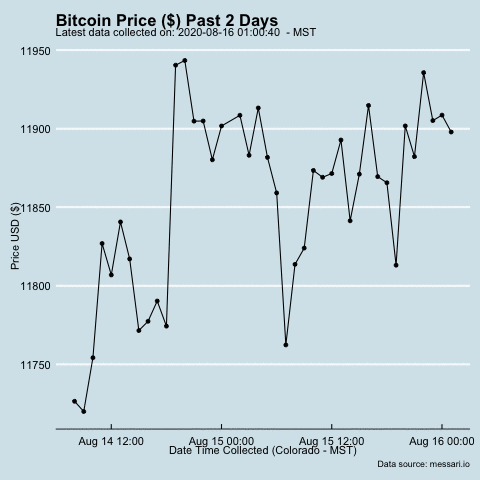 Bitcoin Price ($) Past 2 Days
Latest data collected on: 2020-08-16 01:00:40 - MST
11950
11900
11850
11800
11750
Price USD ($)
Aug 14 12:00 Aug 15 00:00 Aug 15 12:00 Aug 16 00:00
Date Time Collected (Colorado - MST)
Data source: messari.io